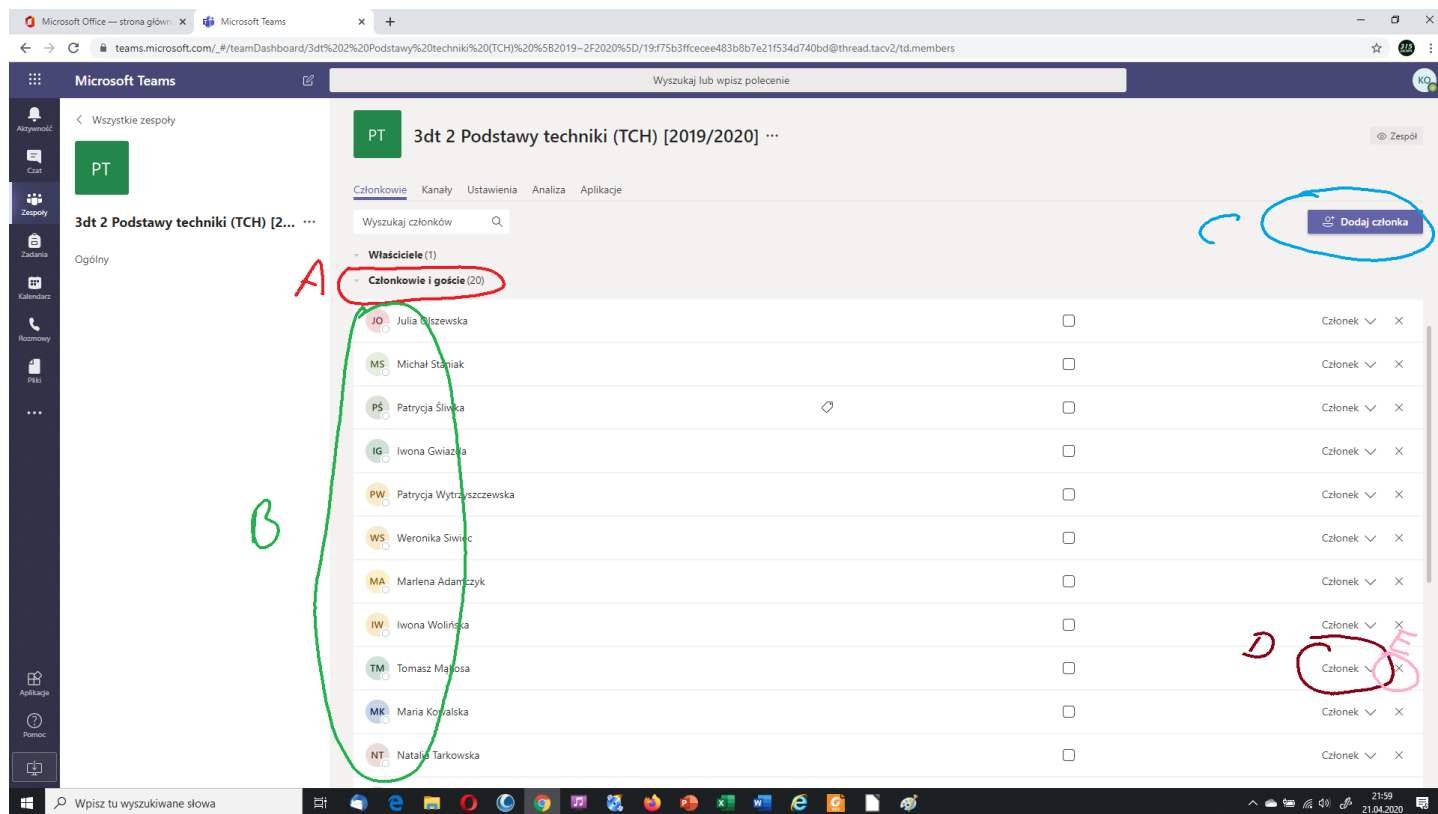 Microsoft Office — strona główn
Microsoft Teams
teams.microsoft.com/_#/teamDashboard/3dt%202%20Podstawy%20techniki%20(TCH)%20%5B2019~2F2020%5D/19:f75b3ffcecee483b8b7e21f534d740bd@thread.tacv2/td.members
315
Microsoft Teams
Wyszukaj lub wpisz polecenie
KO
Aktywność
Czat
Zespoły
Zadania
Kalendarz
Rozmowy
Pliki
Aplikacje
Pomoc
Wszystkie zespoły
PT
3dt 2 Podstawy techniki (TCH) [2... ···
Ogólny
PT
3dt 2 Podstawy techniki (TCH) [2019/2020] ···
Zespół
Członkowie Kanały Ustawienia Analiza Aplikacje
Wyszukaj członków
C
Dodaj członka
Właściciele (1)
A
Członkowie i goście (20)
B
JO Julia Olszewska Członek
MS Michał Staniak Członek
PŚ Patrycja Śliwka Członek
IG Iwona Gwiazda Członek
PW Patrycja Wytrzyszczewska Członek
WS Weronika Siwiec Członek
MA Marlena Adamczyk Członek
IW Iwona Wolińska Członek
D
E
TM Tomasz Członek
MK Maria Kowalska Członek
NT Natalia Tarkowska Członek
Wpisz tu wyszukiwane słowa
21:59
21.04.2020